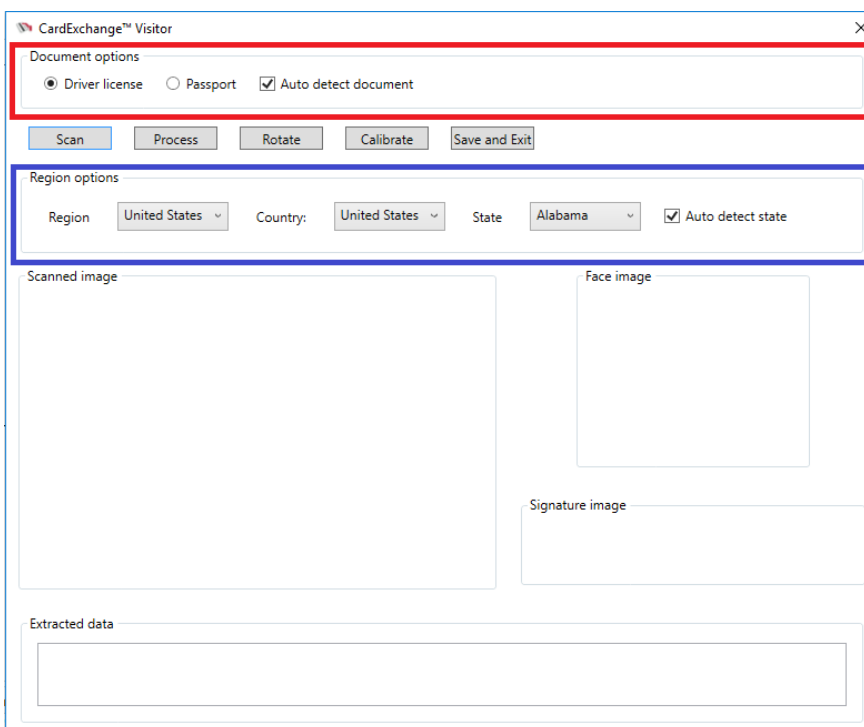 CardExchange™ Visitor
Document options
Driver license Passport Auto detect document
Scan Process Rotate Calibrate Save and Exit
Region options
Region United States Country: United States State Alabama Auto detect state
Scanned image Face image
Signature image
Extracted data